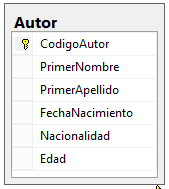 Autor
CodigoAutor
PrimerNombre
PrimerApellido
FechaNacimiento
Nacionalidad
Edad